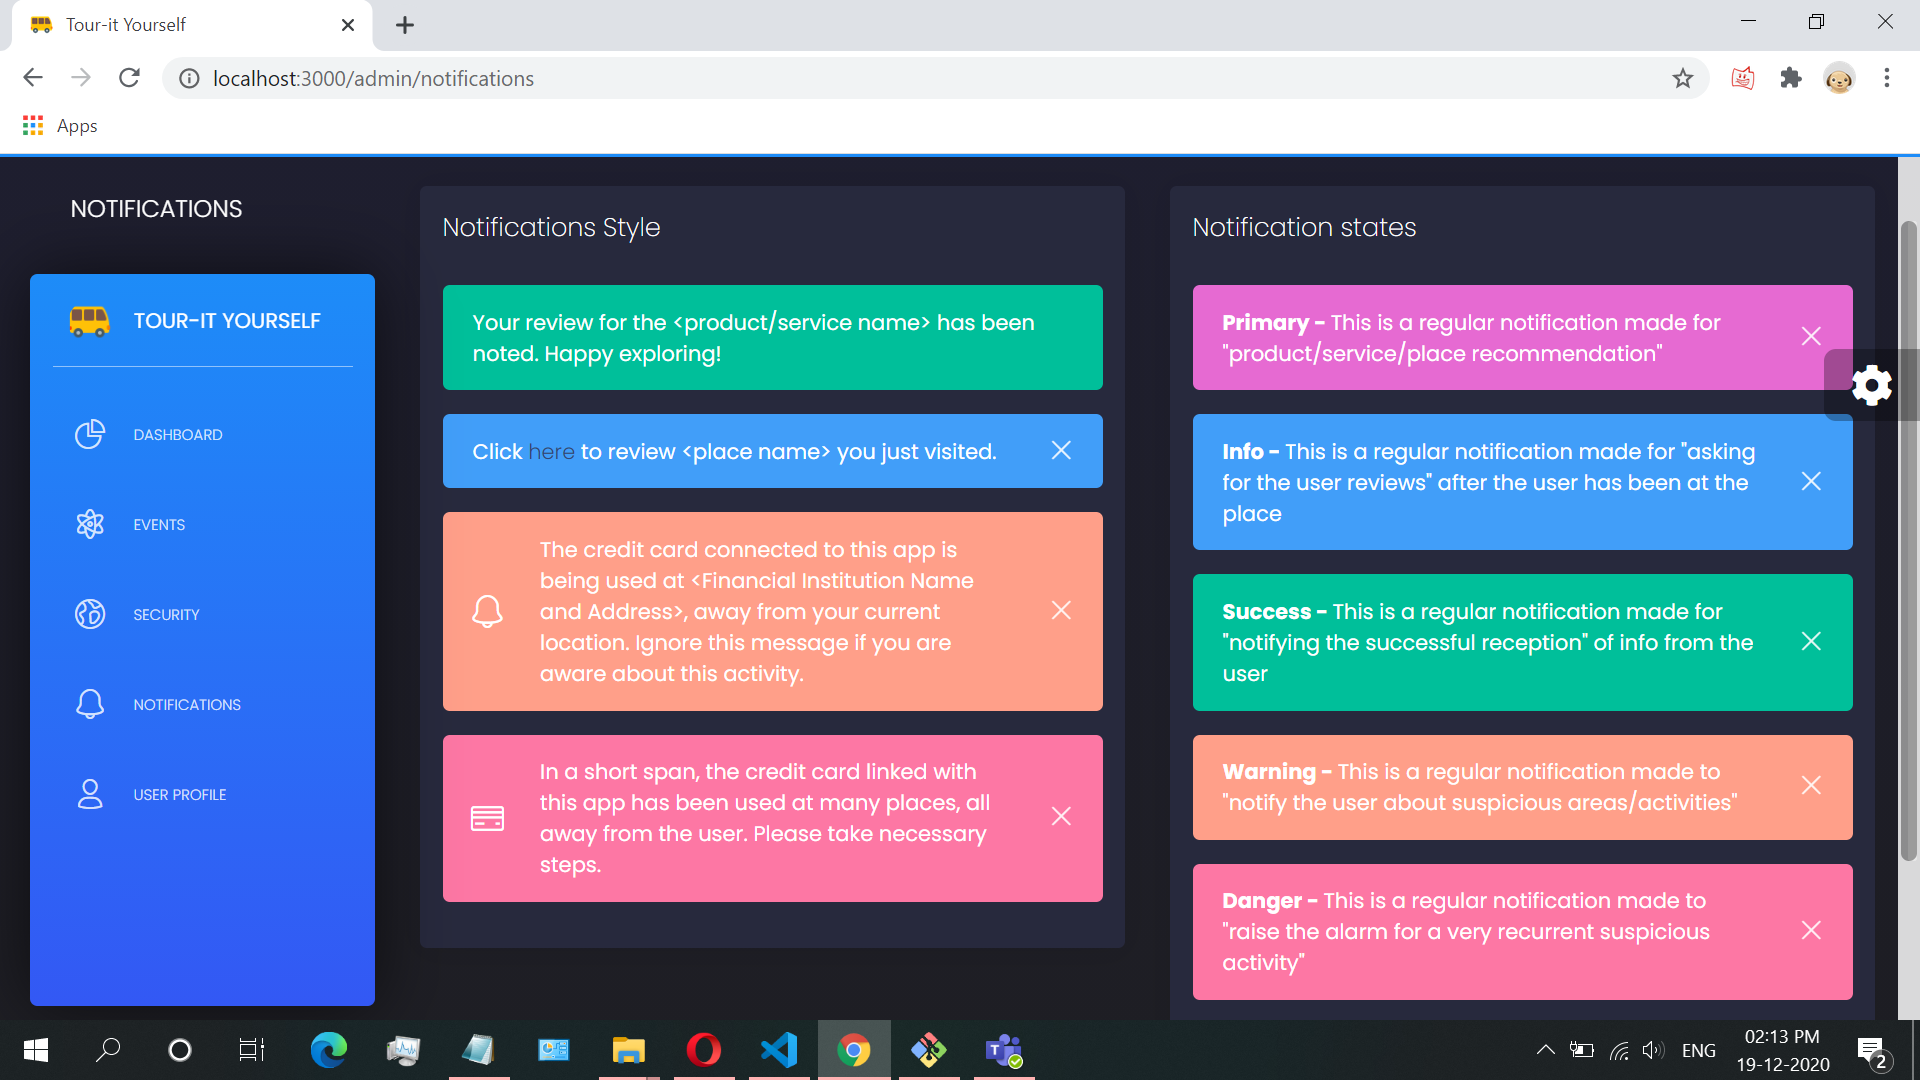 Tour-it Yourself
localhost:3000/admin/notifications
Apps
NOTIFICATIONS
TOUR-IT YOURSELF
DASHBOARD
EVENTS
SECURITY
NOTIFICATIONS
USER PROFILE
Notifications Style
Your review for the <product/service name> has been
noted. Happy exploring!
Click here to review <place name> you just visited.
The credit card connected to this app is
being used at <Financial Institution Name
and Address>, away from your current
location. Ignore this message if you are
aware about this activity.
In a short span, the credit card linked with
this app has been used at many places, all
away from the user. Please take necessary
steps.
Notification states
Primary - This is a regular notification made for
"product/service/place recommendation"
Info - This is a regular notification made for "asking
for the user reviews" after the user has been at the
place
Success - This is a regular notification made for
"notifying the successful reception" of info from the
user
Warning - This is a regular notification made to
"notify the user about suspicious areas/activities"
Danger - This is a regular notification made to
"raise the alarm for a very recurrent suspicious
activity"
ENG
02:13 PM
19-12-2020
2